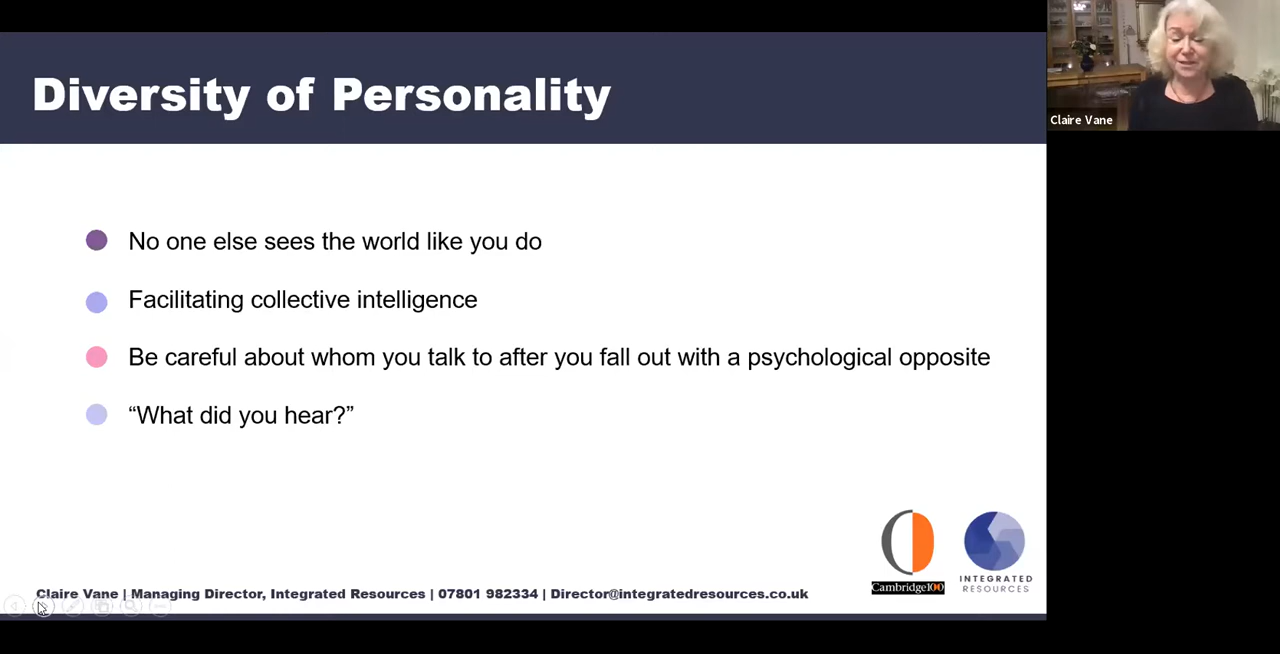 Diversity of Personality
Claire Vane
No one else sees the world like you do
Facilitating collective intelligence
Be careful about whom you talk to after you fall out with a psychological opposite
“What did you hear?”
Cambridge100
INTEGRATED
RESOURCES
Claire Vane | Managing Director, Integrated Resources | 07801 982334 | Director@integratedresources.co.uk